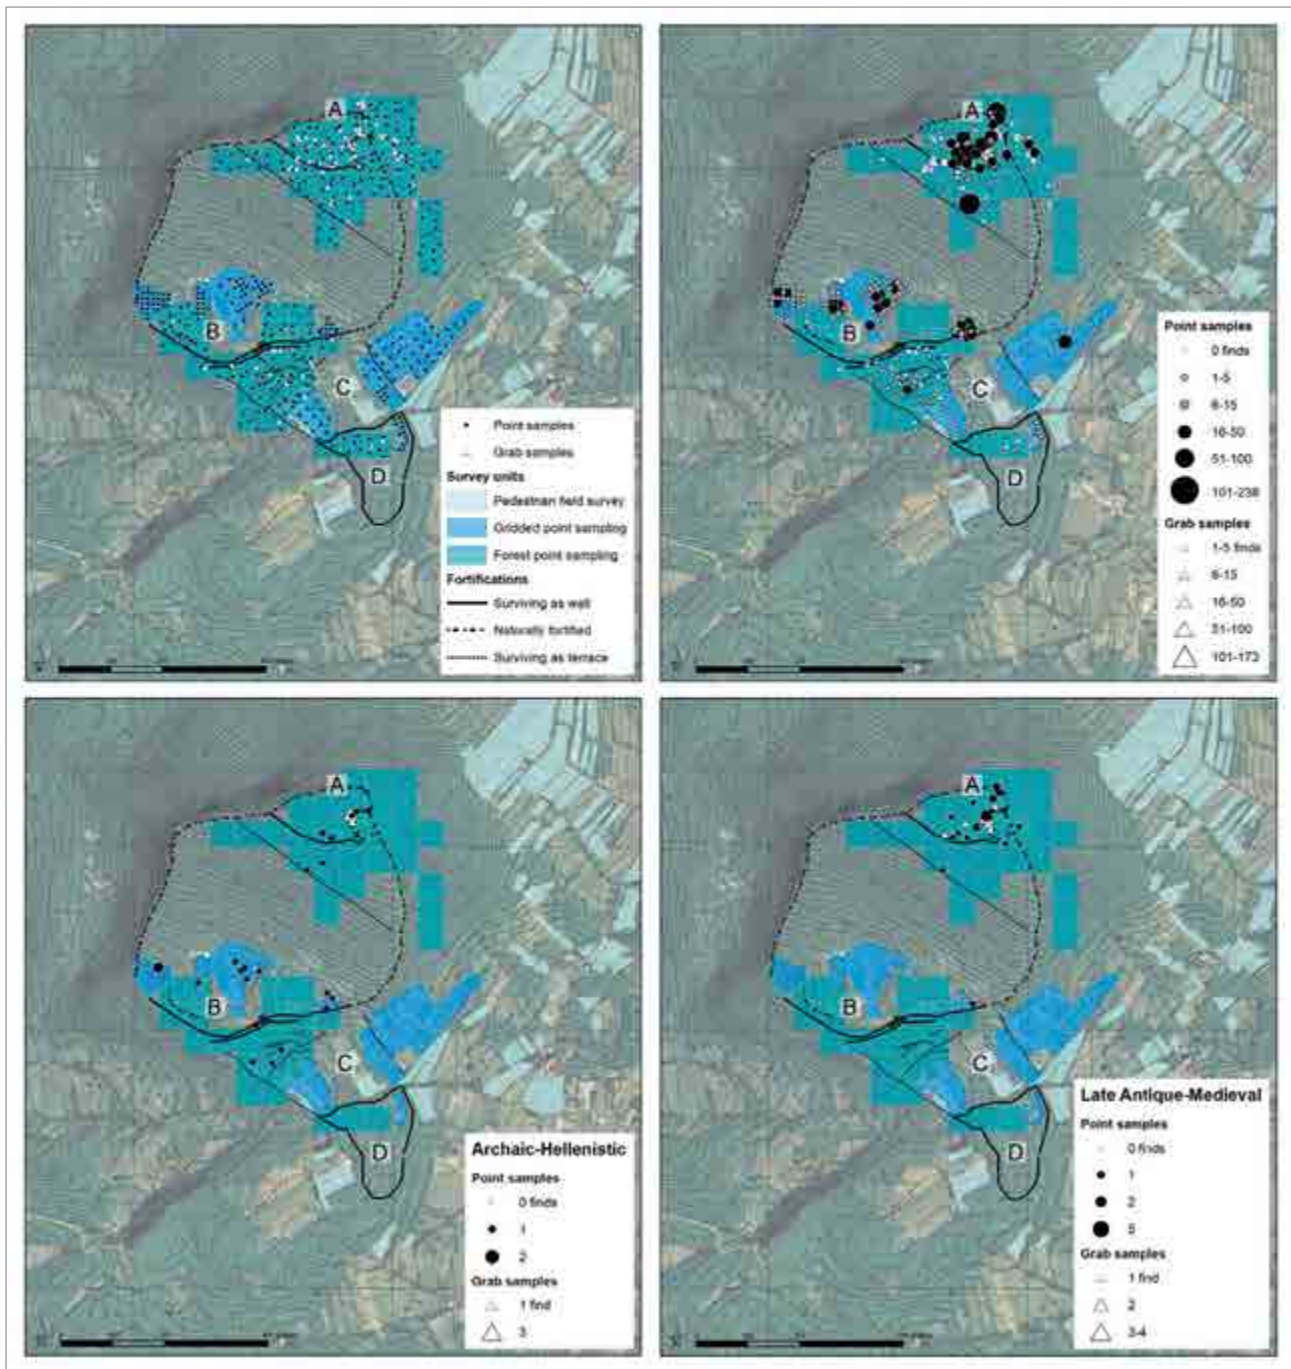 A
B
C
D
Point samples
Grab samples
Survey units
Pedestrian field survey
Gridded point sampling
Forest point sampling
Fortifications
Surviving as wall
Naturally fortified
Surviving as terrace
A
B
C
D
Point samples
0 finds
1-5
6-15
16-50
51-100
101-238
Grab samples
1-5 finds
6-15
16-50
51-100
101-173
A
B
C
D
Archaic-Hellenistic
Point samples
0 finds
1
2
Grab samples
1 find
3
A
B
C
D
Late Antique-Medieval
Point samples
0 finds
1
2
5
Grab samples
1 find
2
3-4